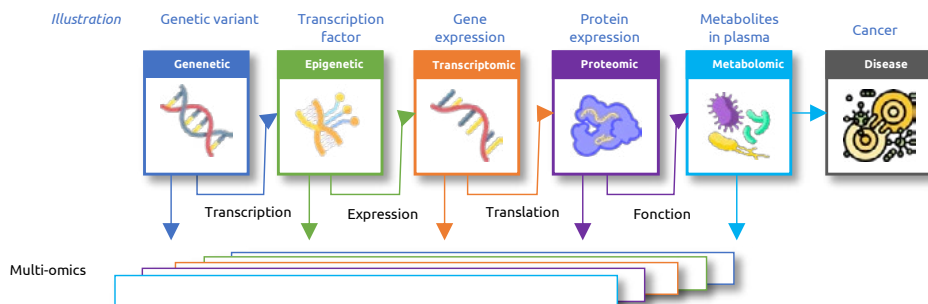 Illustration
Genetic variant
Transcription
factor
Gene
expression
Protein
expression
Metabolites
in plasma
Cancer
Genenetic
Epigenetic
Transcriptomic
Proteomic
Metabolomic
Disease
Transcription
Expression
Translation
Fonction
Multi-omics